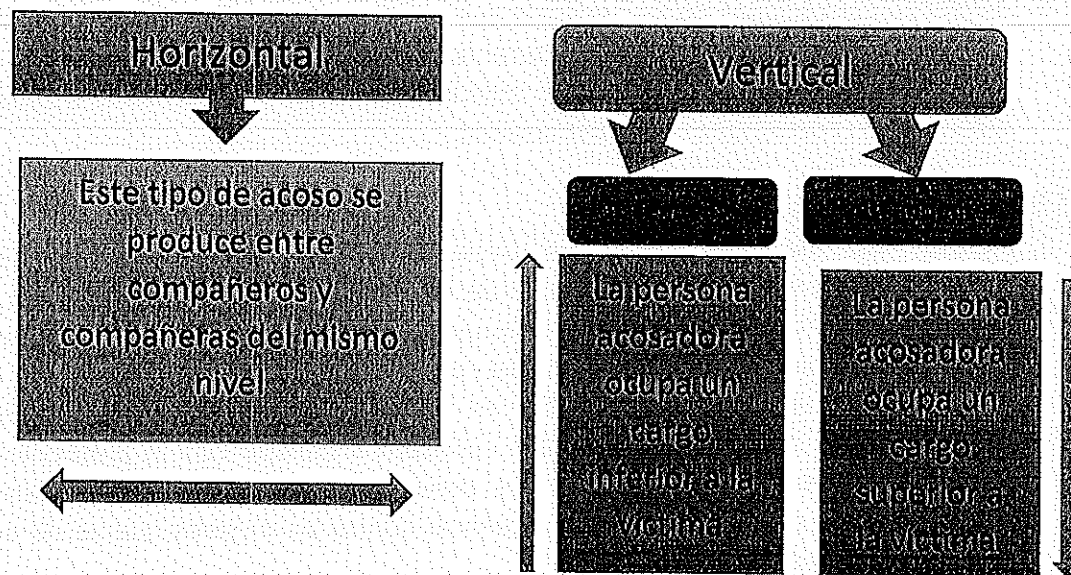 Horizontal
Este tipo de acoso se
produce entre
compañeros y
compañeras del mismo
nivel
Vertical
La persona
acosadora
ocupa un
cargo
inferior a la
víctima
La persona
acosadora
ocupa un
cargo
superior a
la víctima